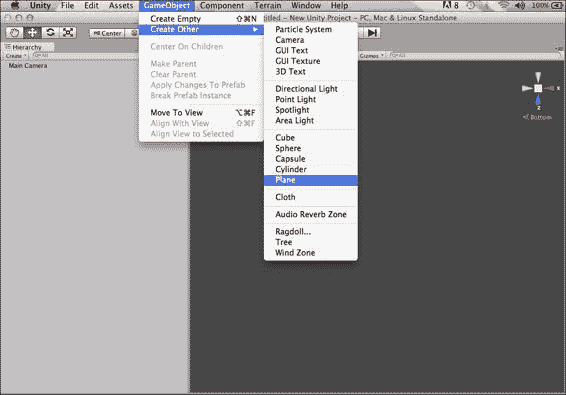 Unity File Edit Assets GameObject Component Terrain Window Help 8 100%
Untitled - New Unity Project - PC, Mac & Linux Standalone
Center
Hierarchy
Create All
Main Camera
Create Empty ⇧⌘N
Create Other
Center On Children
Make Parent
Clear Parent
Apply Changes To Prefab
Break Prefab Instance
Move To View ⌥⌘F
Align With View ⇧⌘F
Align View to Selected
Particle System
Camera
GUI Text
GUI Texture
3D Text
Directional Light
Point Light
Spotlight
Area Light
Cube
Sphere
Capsule
Cylinder
Plane
Cloth
Audio Reverb Zone
Ragdoll...
Tree
Wind Zone
Gizmos All
x
z
Bottom